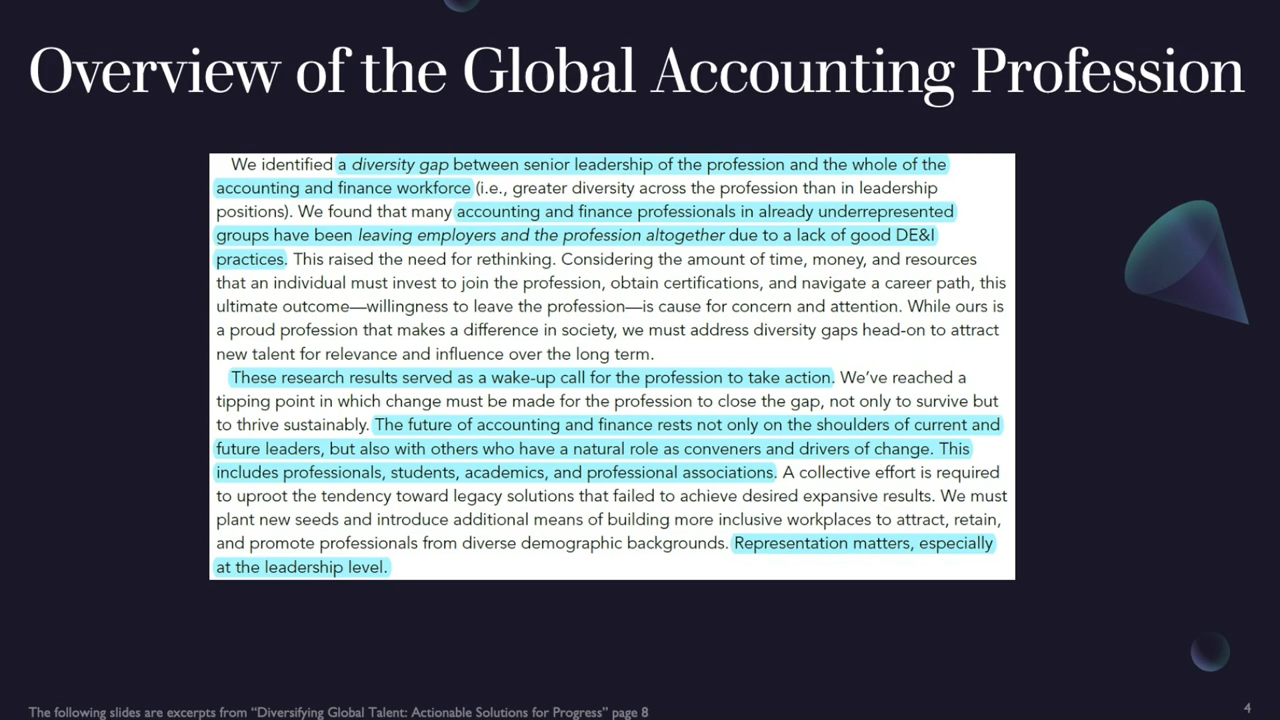 Overview of the Global Accounting Profession
We identified a diversity gap between senior leadership of the profession and the whole of the
accounting and finance workforce (i.e., greater diversity across the profession than in leadership
positions). We found that many accounting and finance professionals in already underrepresented
groups have been leaving employers and the profession altogether due to a lack of good DE&I
practices. This raised the need for rethinking. Considering the amount of time, money, and resources
that an individual must invest to join the profession, obtain certifications, and navigate a career path, this
ultimate outcome—willingness to leave the profession—is cause for concern and attention. While ours is
a proud profession that makes a difference in society, we must address diversity gaps head-on to attract
new talent for relevance and influence over the long term.
These research results served as a wake-up call for the profession to take action. We’ve reached a
tipping point in which change must be made for the profession to close the gap, not only to survive but
to thrive sustainably. The future of accounting and finance rests not only on the shoulders of current and
future leaders, but also with others who have a natural role as conveners and drivers of change. This
includes professionals, students, academics, and professional associations. A collective effort is required
to uproot the tendency toward legacy solutions that failed to achieve desired expansive results. We must
plant new seeds and introduce additional means of building more inclusive workplaces to attract, retain,
and promote professionals from diverse demographic backgrounds. Representation matters, especially
at the leadership level.
The following slides are excerpts from “Diversifying Global Talent: Actionable Solutions for Progress” page 8
4